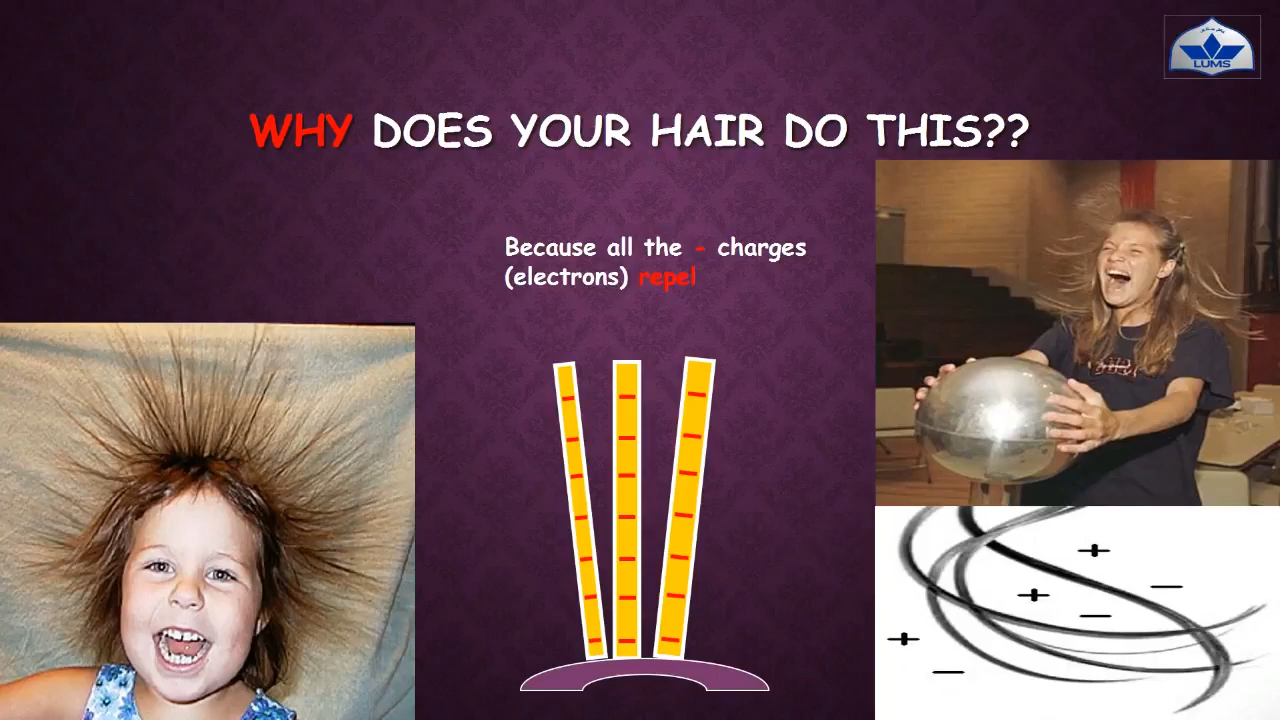 LUMS
WHY DOES YOUR HAIR DO THIS??
Because all the - charges
(electrons) repel
+
-
+
-
+
-